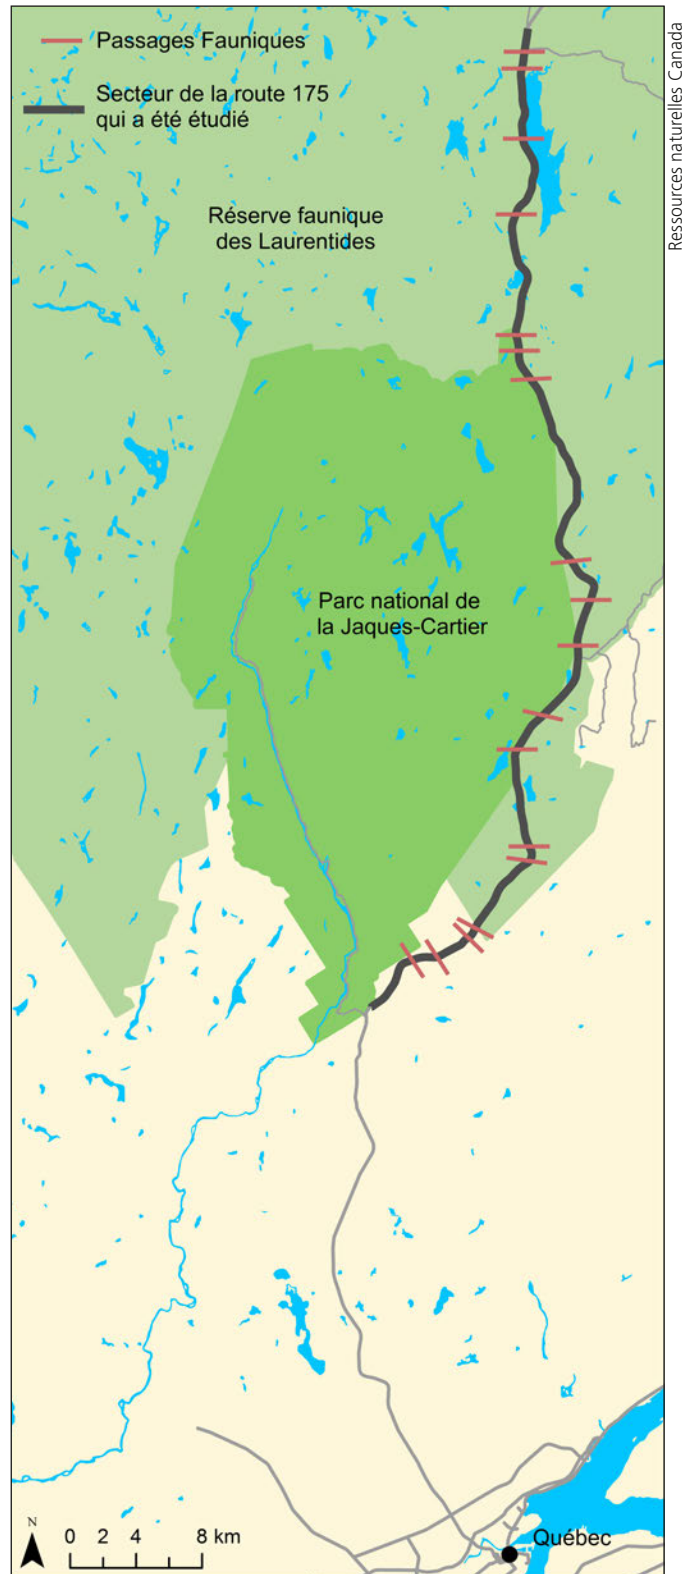 Passages Fauniques
Secteur de la route 175
qui a été étudié
Ressources naturelles Canada
Réserve faunique
des Laurentides
Parc national de
la Jaques-Cartier
Québec
N
0 2 4 8 km